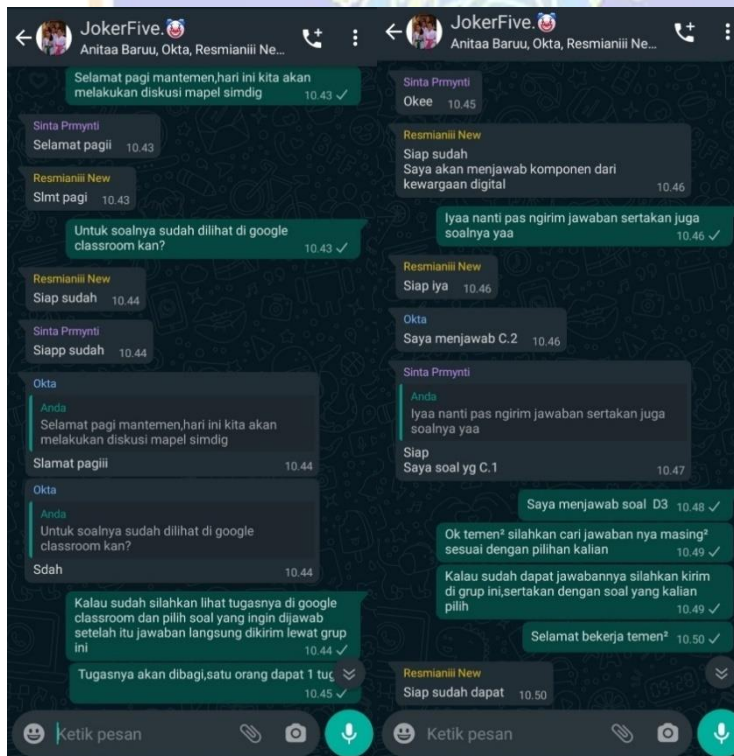 JokerFive.🤡
Anitaa Baruu, Okta, Resmianiii Ne...
Selamat pagi mantemen,hari ini kita akan
melakukan diskusi mapel simdig
10.43
Sinta Prmynti
Selamat pagii 10.43
Resmianiii New
Slmt pagi 10.43
Untuk soalnya sudah dilihat di google
classroom kan?
10.43
Resmianiii New
Siap sudah 10.44
Sinta Prmynti
Siapp sudah 10.44
Okta
Anda
Selamat pagi mantemen,hari ini kita akan
melakukan diskusi mapel simdig
Slamat pagiii 10.44
Okta
Anda
Untuk soalnya sudah dilihat di google
classroom kan?
Sdah 10.44
Kalau sudah silahkan lihat tugasnya di google
classroom dan pilih soal yang ingin dijawab
setelah itu jawaban langsung dikirim lewat grup
ini 10.44
Tugasnya akan dibagi,satu orang dapat 1 tug
10.45
Ketik pesan
JokerFive.🤡
Anitaa Baruu, Okta, Resmianiii Ne...
Sinta Prmynti
Okee 10.45
Resmianiii New
Siap sudah
Saya akan menjawab komponen dari
kewargaan digital 10.46
Iyaa nanti pas ngirim jawaban sertakan juga
soalnya yaa 10.46
Resmianiii New
Siap iya 10.46
Okta
Saya menjawab C.2 10.46
Sinta Prmynti
Anda
Iyaa nanti pas ngirim jawaban sertakan juga
soalnya yaa
Siap
Saya soal yg C.1 10.47
Saya menjawab soal D3 10.48
Ok temen² silahkan cari jawaban nya masing²
sesuai dengan pilihan kalian 10.49
Kalau sudah dapat jawabannya silahkan kirim
di grup ini,sertakan dengan soal yang kalian
pilih 10.49
Selamat bekerja temen² 10.50
Resmianiii New
Siap sudah dapat 10.50
Ketik pesan